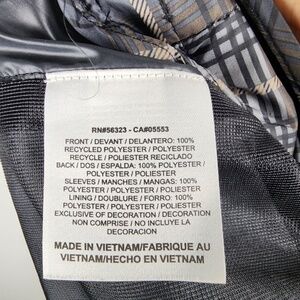 RN#56323 - CA#05553
FRONT / DEVANT / DELANTERO: 100%
RECYCLED POLYESTER / POLYESTER
RECYCLE / POLIESTER RECICLADO
BACK / DOS / ESPALDA: 100% POLYESTER
/ POLYESTER / POLIESTER
SLEEVES / MANCHES / MANGAS: 100%
POLYESTER / POLYESTER / POLIESTER
LINING / DOUBLURE / FORRO: 100%
POLYESTER / POLYESTER / POLIESTER
EXCLUSIVE OF DECORATION / DECORATION
NON COMPRISE / NO INCLUYE LA
DECORACION
MADE IN VIETNAM/FABRIQUE AU
VIETNAM/HECHO EN VIETNAM